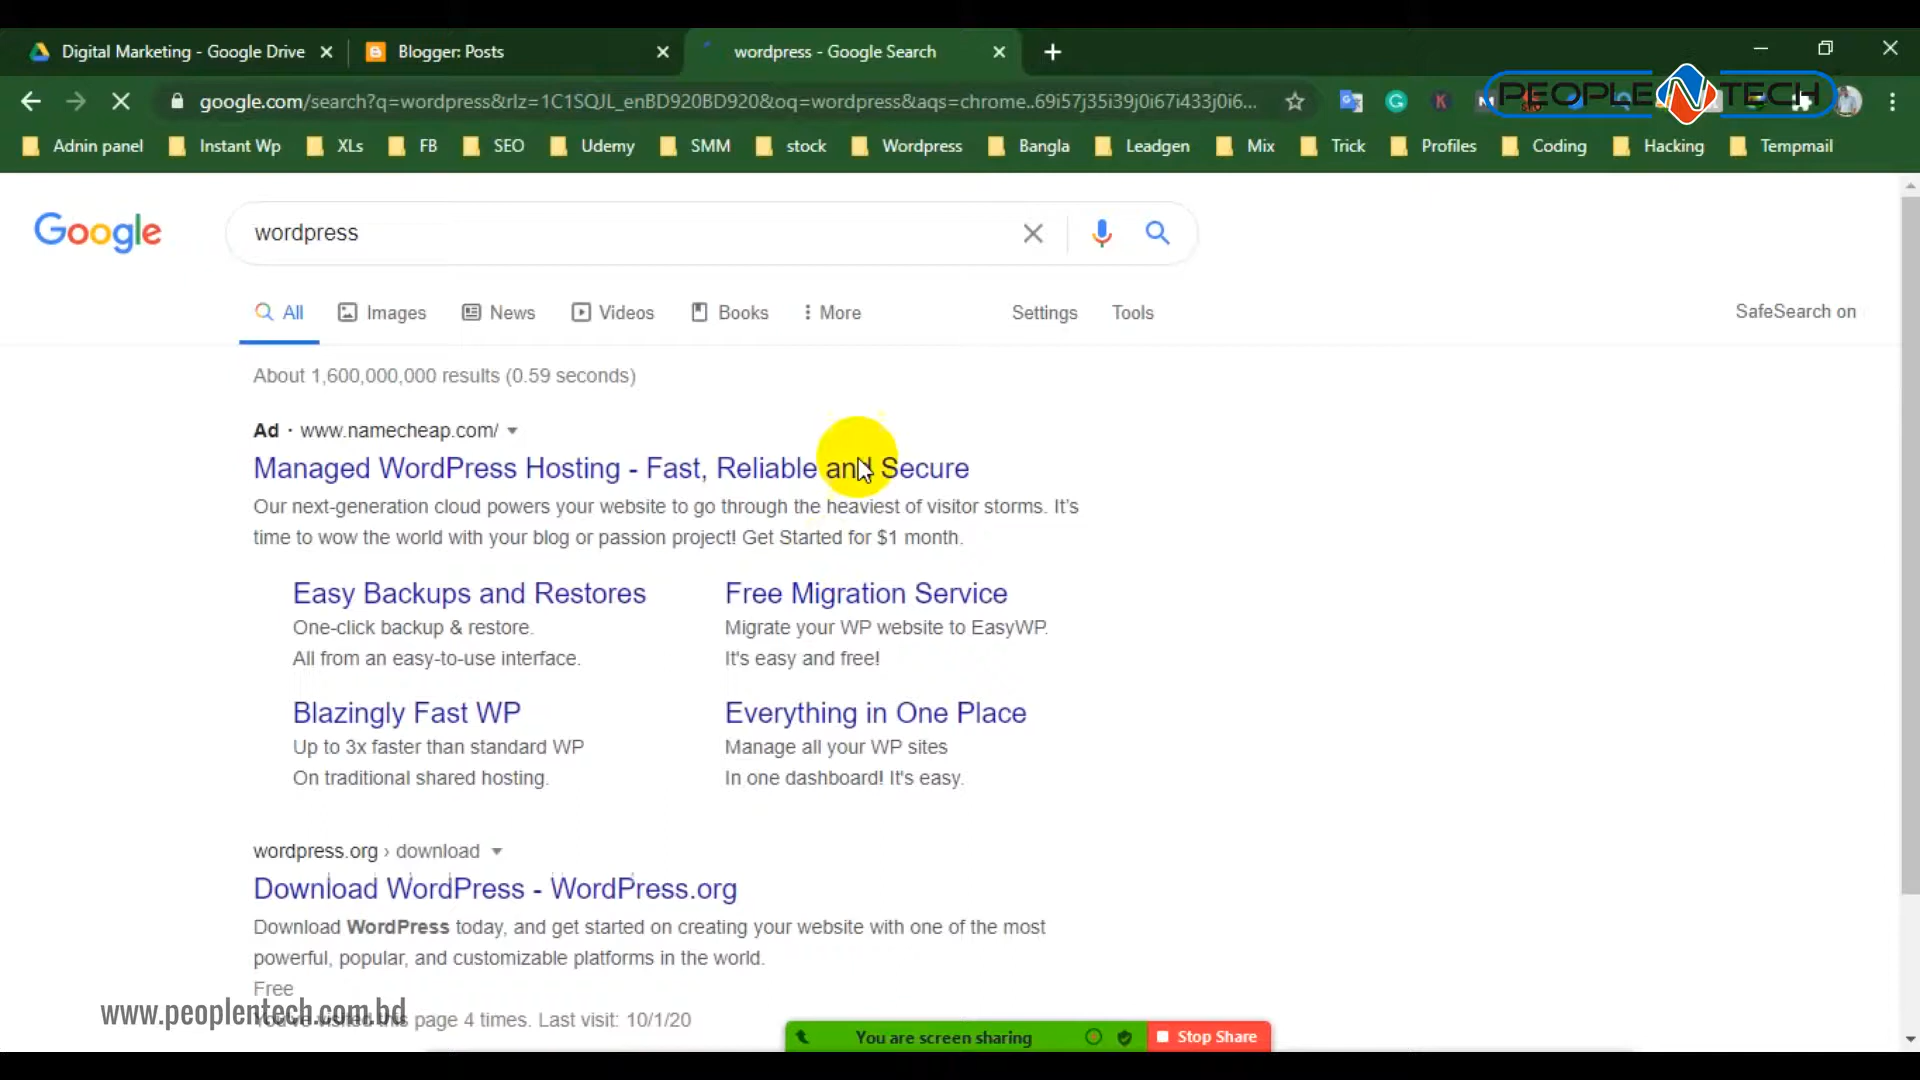 Digital Marketing - Google Drive
Blogger: Posts
wordpress - Google Search
google.com/search?q=wordpress&rlz=1C1SQJL_enBD920BD920&oq=wordpress&aqs=chrome..69i57j35i39j0i67i433j0i6...
PEOPLE N TECH
Adnin panel
Instant Wp
XLs
FB
SEO
Udemy
SMM
stock
Wordpress
Bangla
Leadgen
Mix
Trick
Profiles
Coding
Hacking
Tempmail
Google
wordpress
All
Images
News
Videos
Books
More
Settings
Tools
SafeSearch on
About 1,600,000,000 results (0.59 seconds)
Ad · www.namecheap.com/
Managed WordPress Hosting - Fast, Reliable and Secure
Our next-generation cloud powers your website to go through the heaviest of visitor storms. It's
time to wow the world with your blog or passion project! Get Started for $1 month.
Easy Backups and Restores
One-click backup & restore.
All from an easy-to-use interface.
Free Migration Service
Migrate your WP website to EasyWP.
It's easy and free!
Blazingly Fast WP
Up to 3x faster than standard WP
On traditional shared hosting.
Everything in One Place
Manage all your WP sites
In one dashboard! It's easy.
wordpress.org › download
Download WordPress - WordPress.org
Download WordPress today, and get started on creating your website with one of the most
powerful, popular, and customizable platforms in the world.
Free
www.peoplentech.com.bd
You've visited this page 4 times. Last visit: 10/1/20
You are screen sharing
Stop Share